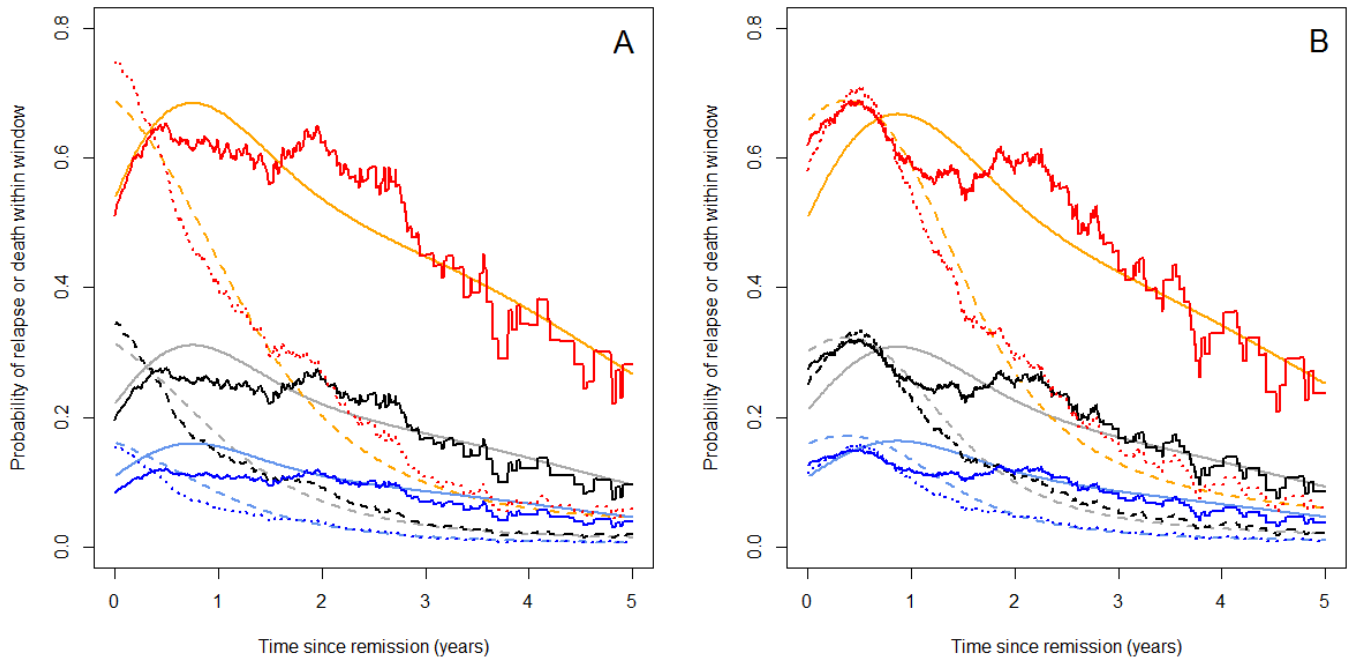 A
Probability of relapse or death within window
0.8
0.6
0.4
0.2
0.0
0 1 2 3 4 5
Time since remission (years)
B
Probability of relapse or death within window
0.8
0.6
0.4
0.2
0.0
0 1 2 3 4 5
Time since remission (years)